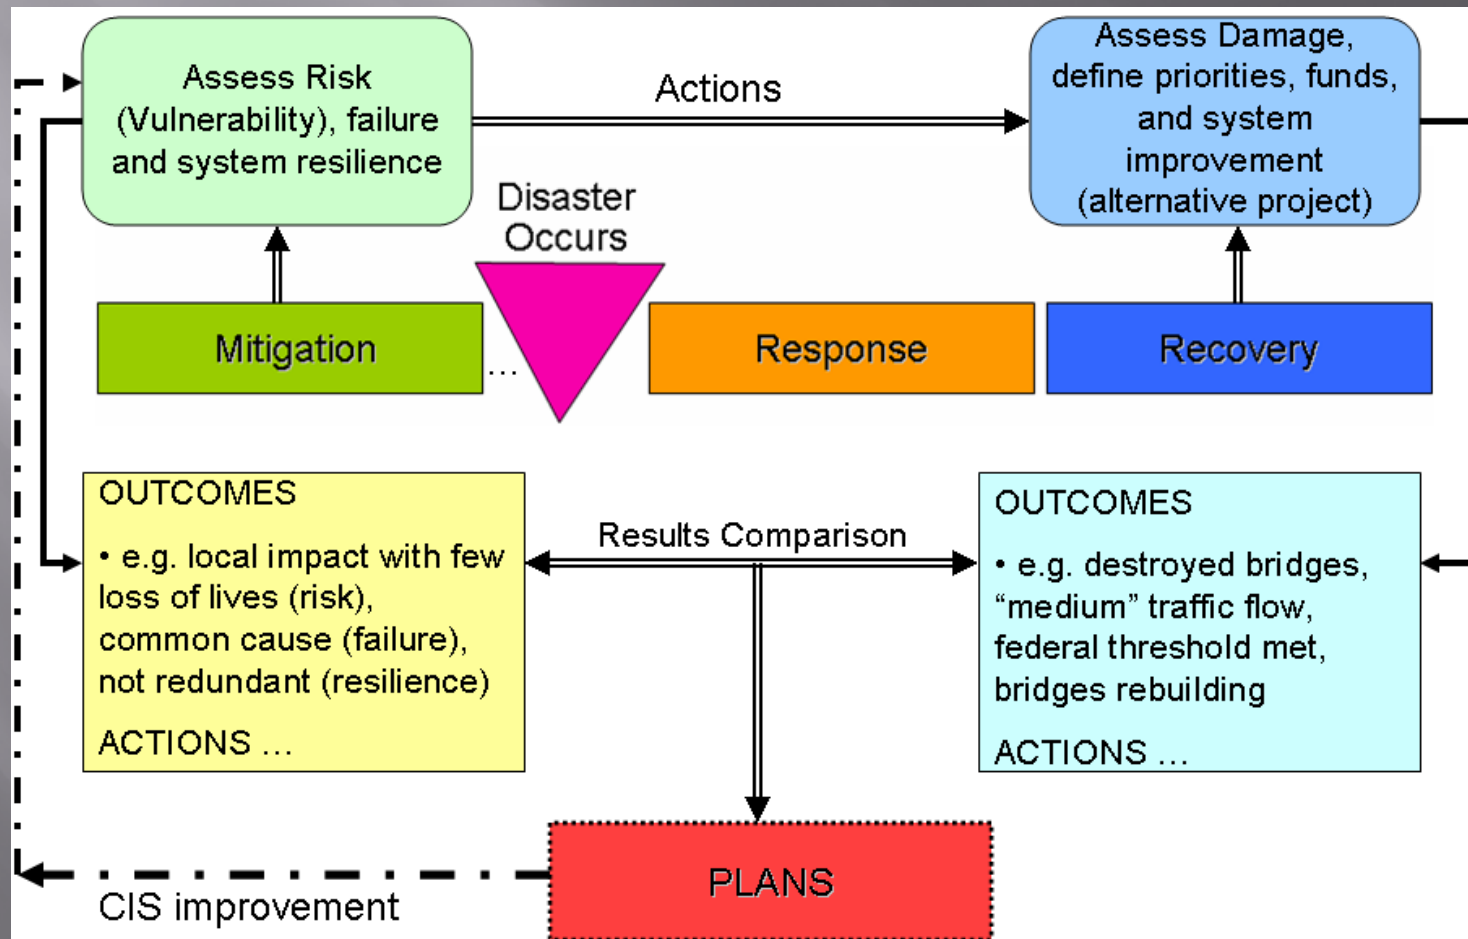 Assess Risk
(Vulnerability), failure
and system resilience
Actions
Assess Damage,
define priorities, funds,
and system
improvement
(alternative project)
Disaster
Occurs
Mitigation
...
Response
Recovery
OUTCOMES
• e.g. local impact with few
loss of lives (risk),
common cause (failure),
not redundant (resilience)
ACTIONS ...
Results Comparison
OUTCOMES
• e.g. destroyed bridges,
“medium” traffic flow,
federal threshold met,
bridges rebuilding
ACTIONS ...
PLANS
CIS improvement